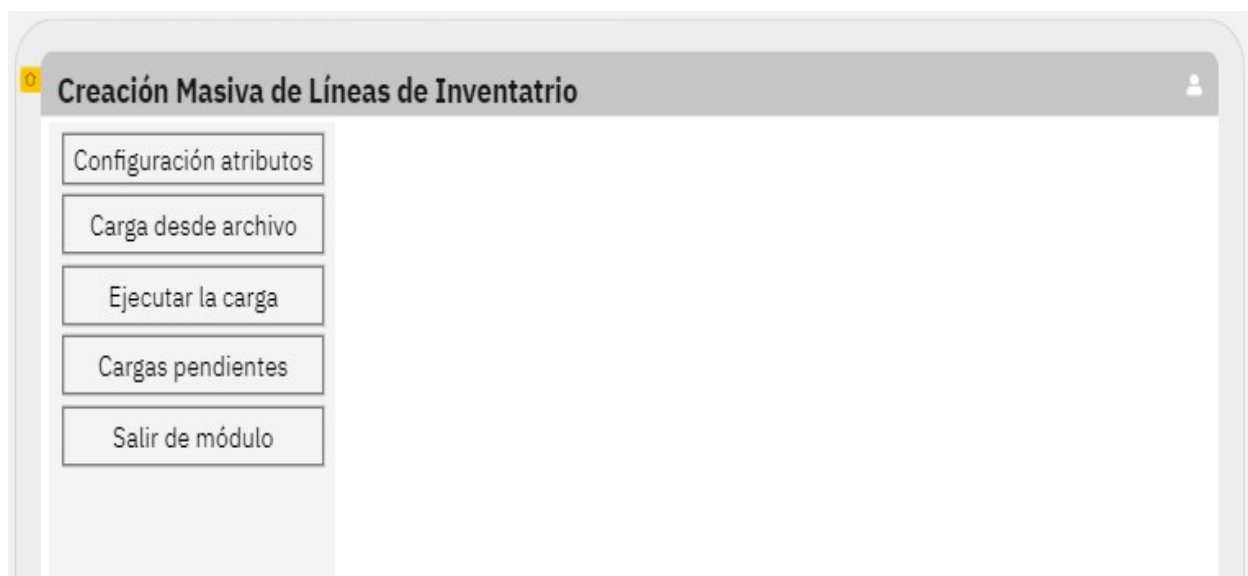 Creación Masiva de Líneas de Inventatrio
Configuración atributos
Carga desde archivo
Ejecutar la carga
Cargas pendientes
Salir de módulo